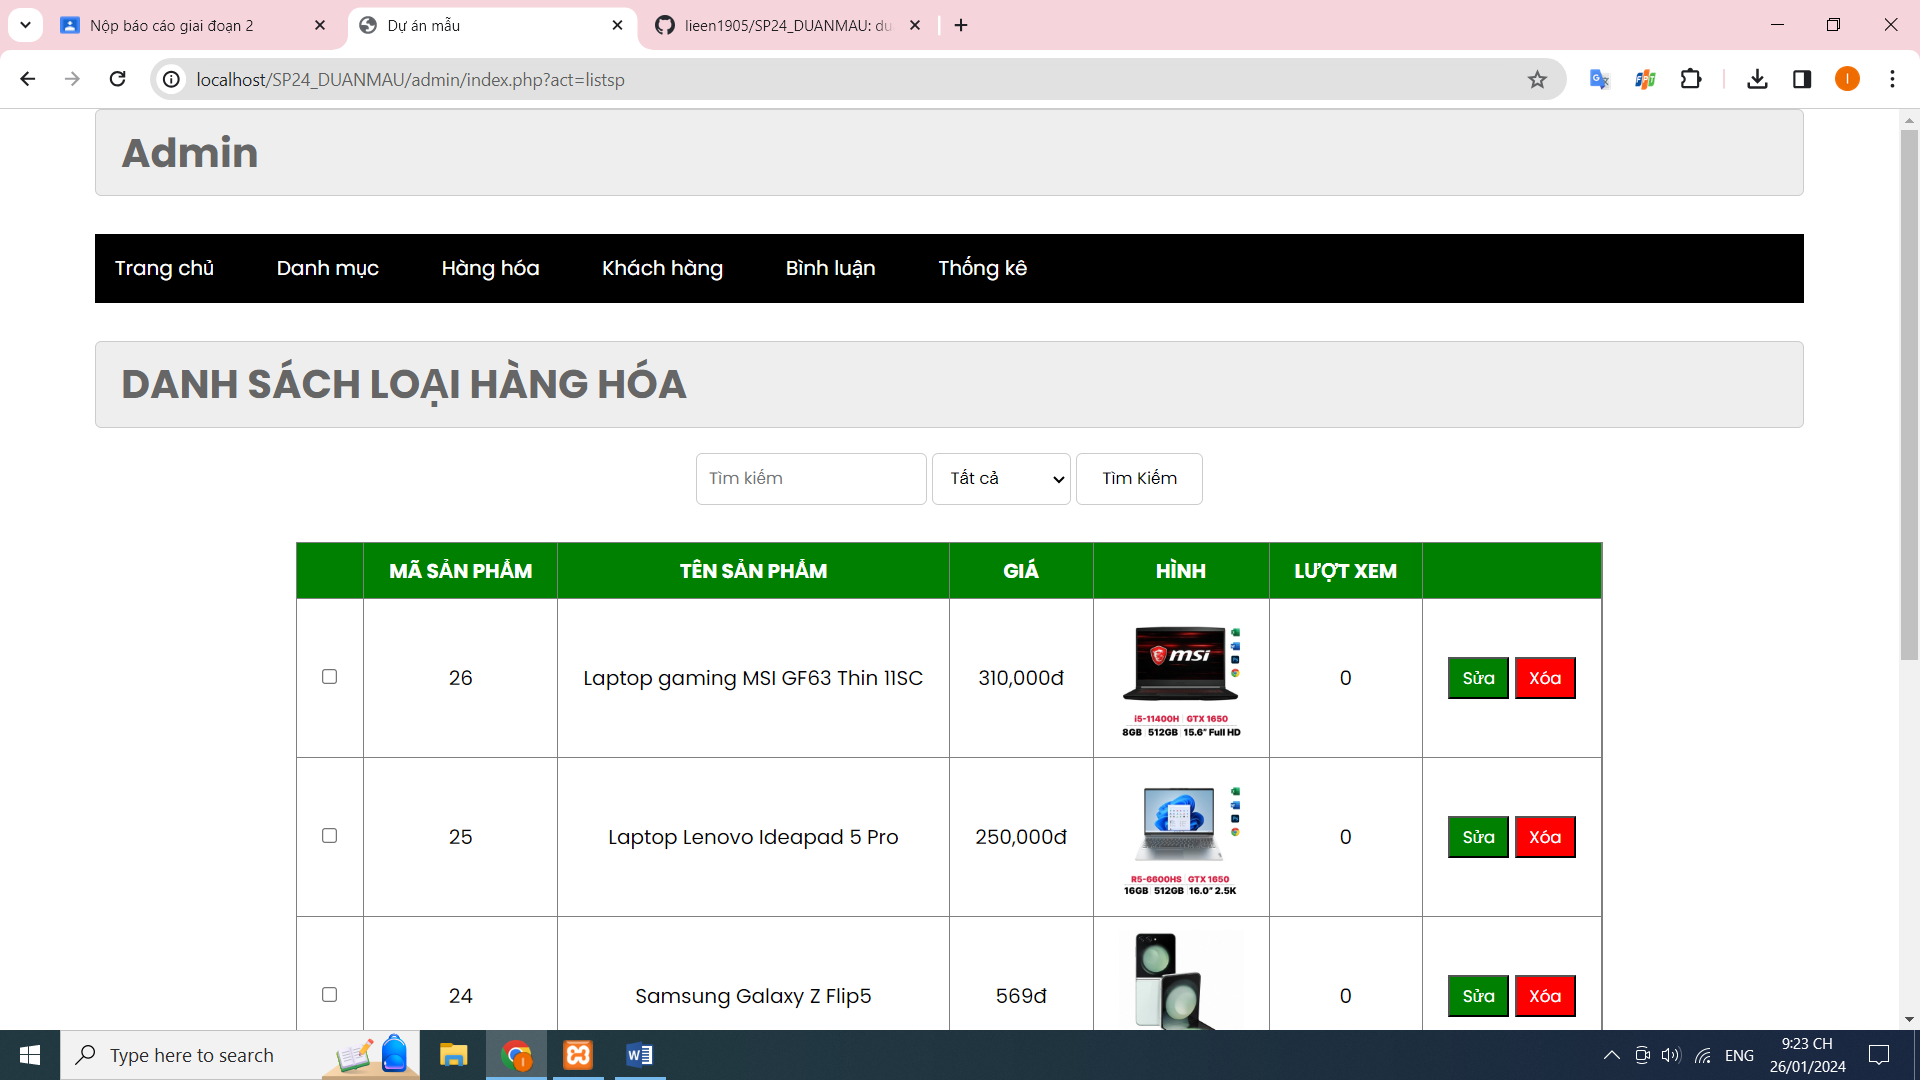 Nộp báo cáo giai đoạn 2
Dự án mẫu
lieen1905/SP24_DUANMAU: du
localhost/SP24_DUANMAU/admin/index.php?act=listsp
Admin
Trang chủ Danh mục Hàng hóa Khách hàng Bình luận Thống kê
DANH SÁCH LOẠI HÀNG HÓA
Tìm kiếm Tất cả Tìm Kiếm
MÃ SẢN PHẨM TÊN SẢN PHẨM GIÁ HÌNH LƯỢT XEM
26 Laptop gaming MSI GF63 Thin 11SC 310,000đ 0 Sửa Xóa
msi
i5-11400H GTX 1650
8GB 512GB 15.6" Full HD
25 Laptop Lenovo Ideapad 5 Pro 250,000đ 0 Sửa Xóa
R5-6600HS GTX 1650
16GB 512GB 16.0" 2.5K
24 Samsung Galaxy Z Flip5 569đ 0 Sửa Xóa
Type here to search
ENG
9:23 CH
26/01/2024